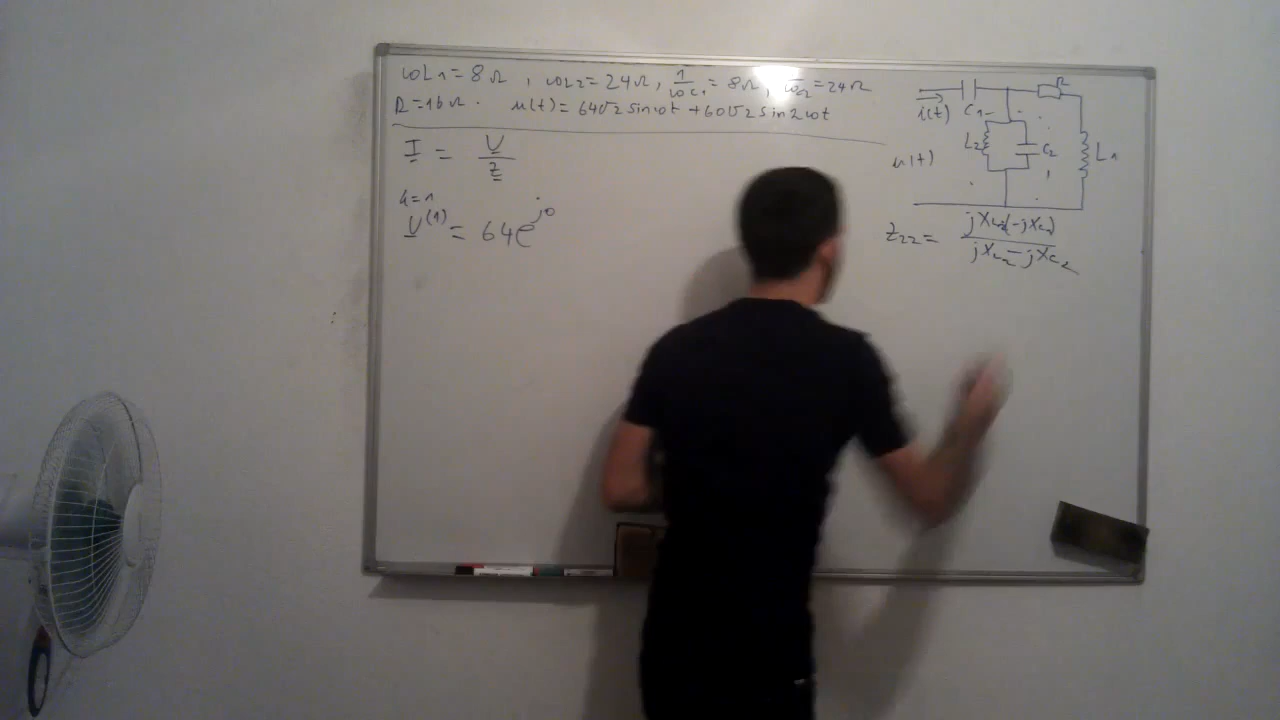 ωL1 = 8Ω , ωL2 = 24Ω, 1/ωC1 = 8Ω, 1/ωC2 = 24Ω
R = 16Ω . u(t) = 64√2 sinωt + 60√2 sin2ωt
I = U/Z
k=1
U^(1) = 64e^j0
i(t) C1 R
L2 C2 L1
u(t)
Z22 = jXL2(-jXC2) / jXL2 - jXC2